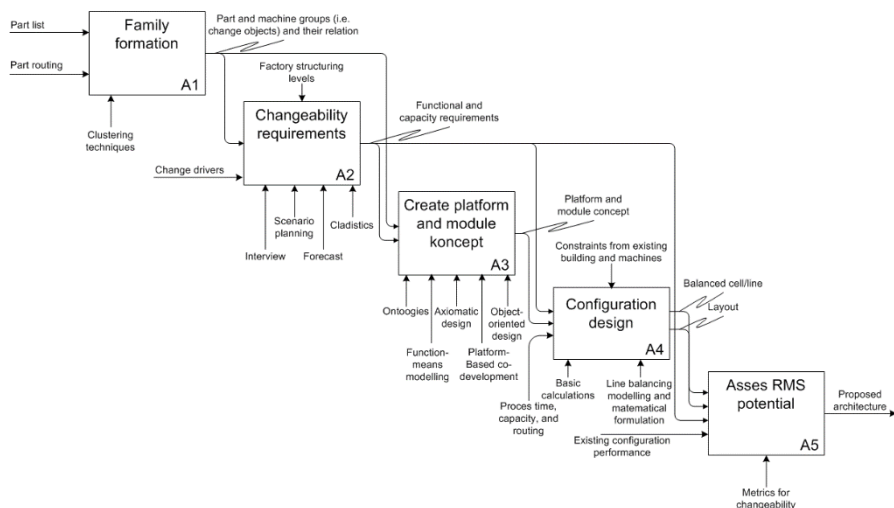 Part list
Part routing
Family
formation
A1
Clustering
techniques
Part and machine groups (i.e.
change objects) and their relation
Factory structuring
levels
Changeability
requirements
A2
Change drivers
Interview
Scenario
planning
Forecast
Cladistics
Functional and
capacity requirements
Create platform
and module
koncept
A3
Ontoogies
Function-
means
modelling
Axiomatic
design
Platform-
Based co-
development
Object-
oriented
design
Platform and
module concept
Constraints from existing
building and machines
Configuration
design
A4
Proces time,
capacity, and
routing
Basic
calculations
Line balancing
modelling and
matematical
formulation
Balanced cell/line
Layout
Asses RMS
potential
A5
Existing configuration
performance
Metrics for
changeability
Proposed
architecture